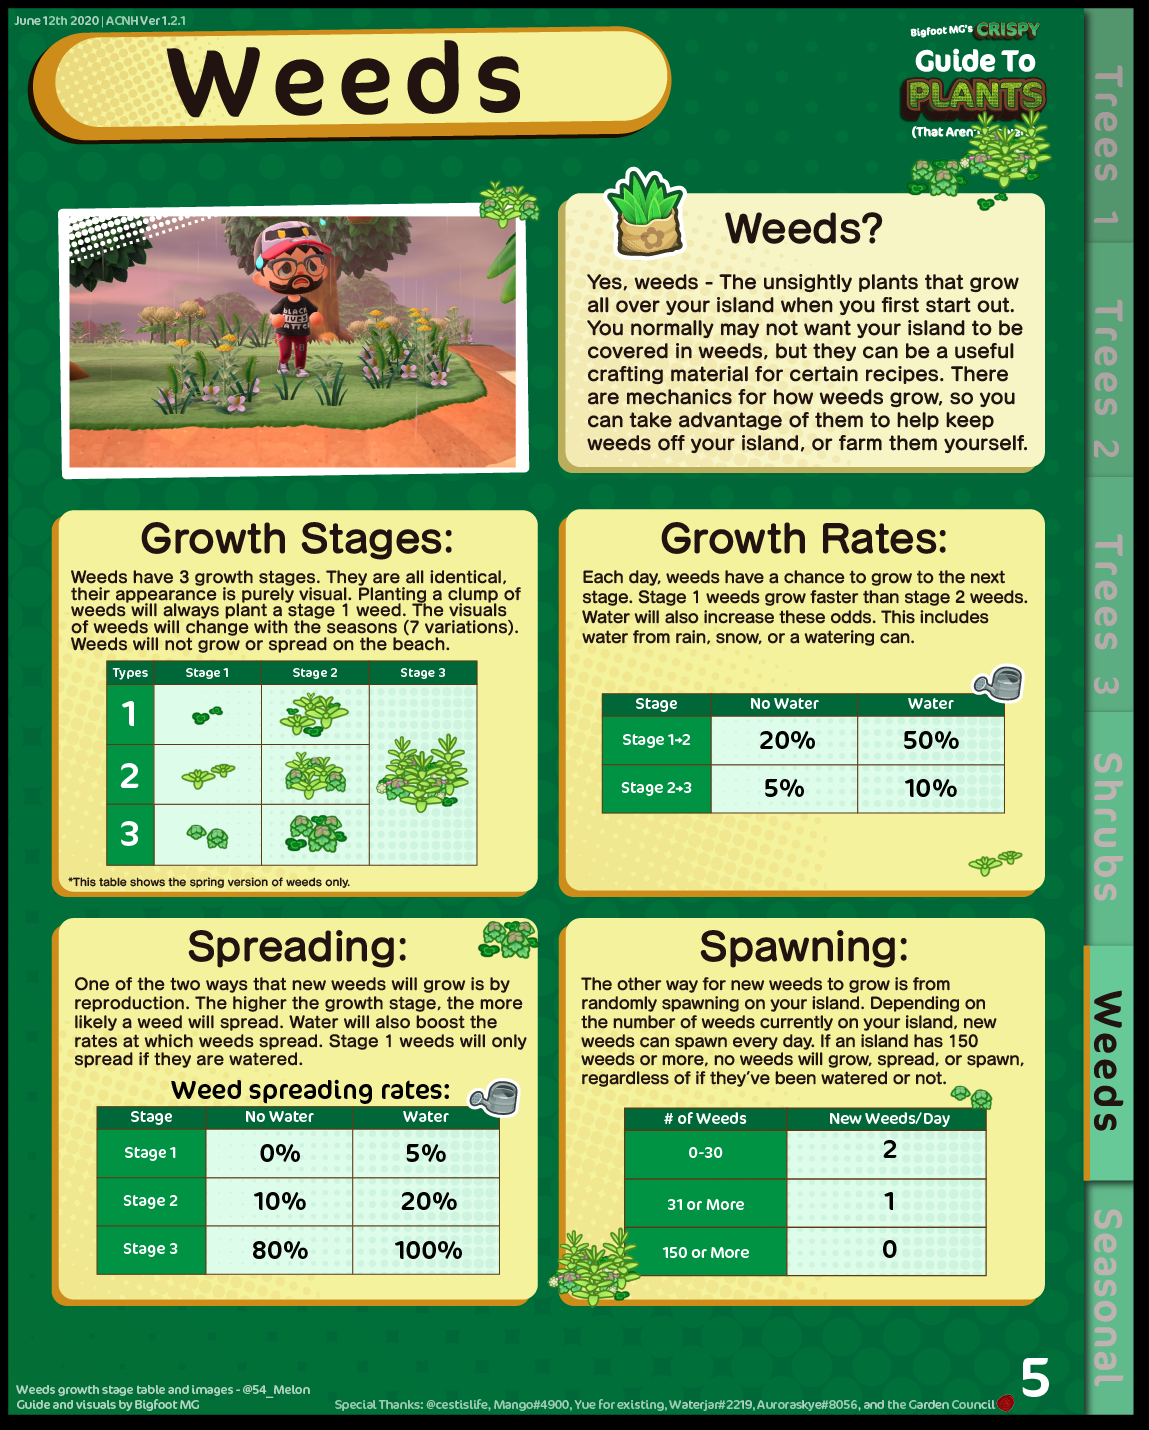 June 12th 2020 | ACNH Ver 1.2.1
Weeds
Bigfoot MG's CRISPY
Guide To
PLANTS
(That
Weeds?
Yes, weeds - The unsightly plants that grow
all over your island when you first start out.
You normally may not want your island to be
covered in weeds, but they can be a useful
crafting material for certain recipes. There
are mechanics for how weeds grow, so you
can take advantage of them to help keep
weeds off your island, or farm them yourself.
BLACK
LIVES
Growth Stages:
Weeds have 3 growth stages. They are all identical,
their appearance is purely visual. Planting a clump of
weeds will always plant a stage 1 weed. The visuals
of weeds will change with the seasons (7 variations).
Weeds will not grow or spread on the beach.
Types Stage 1 Stage 2 Stage 3
1
2
3
*This table shows the spring version of weeds only.
Growth Rates:
Each day, weeds have a chance to grow to the next
stage. Stage 1 weeds grow faster than stage 2 weeds.
Water will also increase these odds. This includes
water from rain, snow, or a watering can.
Stage No Water Water
Stage 1→2 20% 50%
Stage 2→3 5% 10%
Spreading:
One of the two ways that new weeds will grow is by
reproduction. The higher the growth stage, the more
likely a weed will spread. Water will also boost the
rates at which weeds spread. Stage 1 weeds will only
spread if they are watered.
Weed spreading rates:
Stage No Water Water
Stage 1 0% 5%
Stage 2 10% 20%
Stage 3 80% 100%
Spawning:
The other way for new weeds to grow is from
randomly spawning on your island. Depending on
the number of weeds currently on your island, new
weeds can spawn every day. If an island has 150
weeds or more, no weeds will grow, spread, or spawn,
regardless of if they've been watered or not.
# of Weeds New Weeds/Day
0-30 2
31 or More 1
150 or More 0
Trees 1
Trees 2
Trees 3
Shrubs
Weeds
Seasonal
Weeds growth stage table and images - @54_Melon
Guide and visuals by Bigfoot MG
Special Thanks: @cestislife, Mango#4900, Yue for existing, Waterjar#2219, Auroraskye#8056, and the Garden Council
5